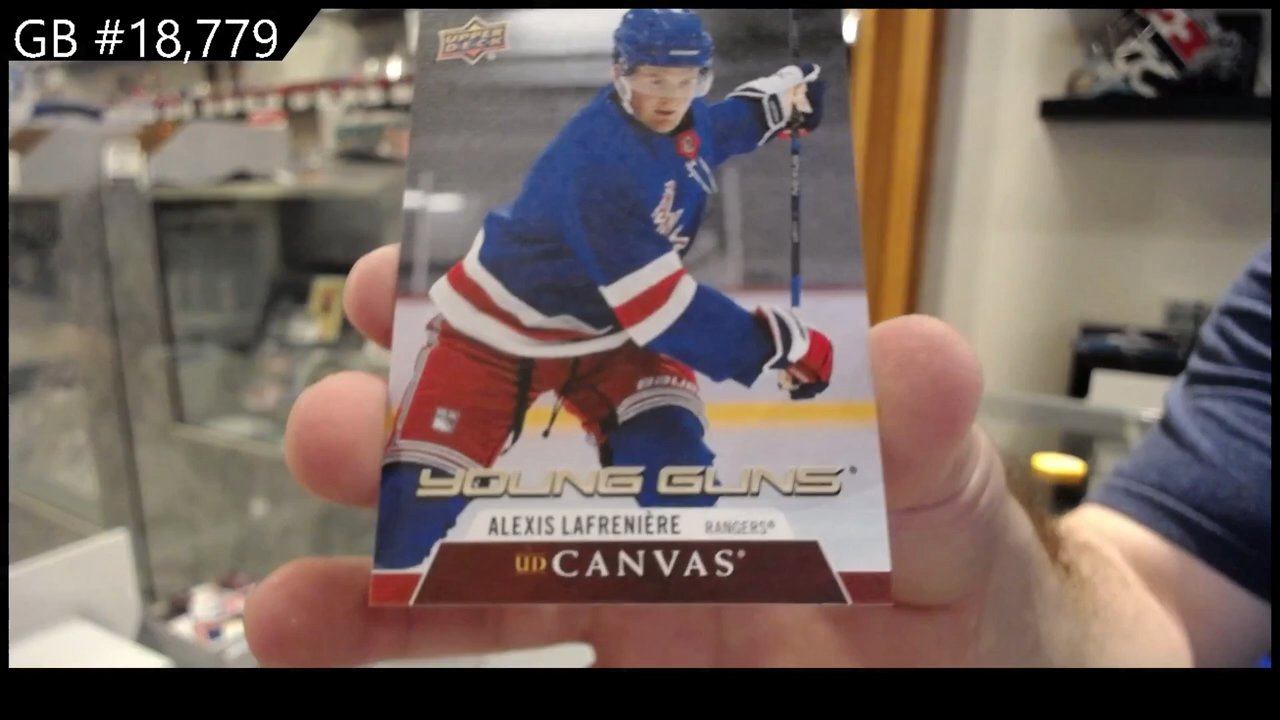 GB #18,779
UPPER
DECK
BAUER
YOUNG GUNS®
ALEXIS LAFRENIÈRE RANGERS®
UD CANVAS®